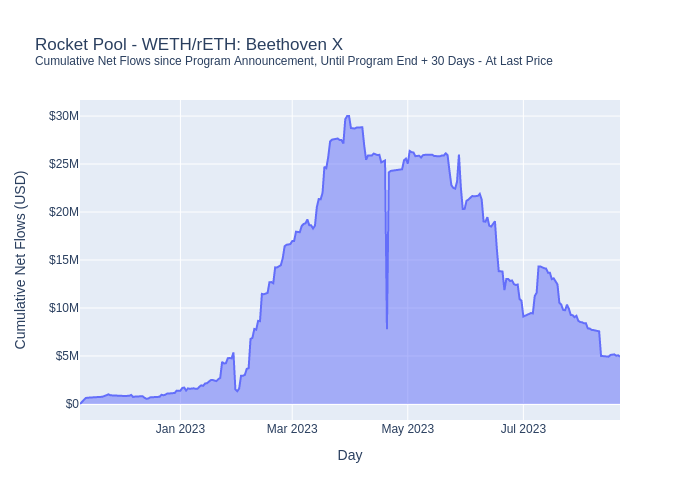 Rocket Pool - WETH/rETH: Beethoven X
Cumulative Net Flows since Program Announcement, Until Program End + 30 Days - At Last Price
Cumulative Net Flows (USD)
$30M
$25M
$20M
$15M
$10M
$5M
$0
Jan 2023
Mar 2023
May 2023
Jul 2023
Day